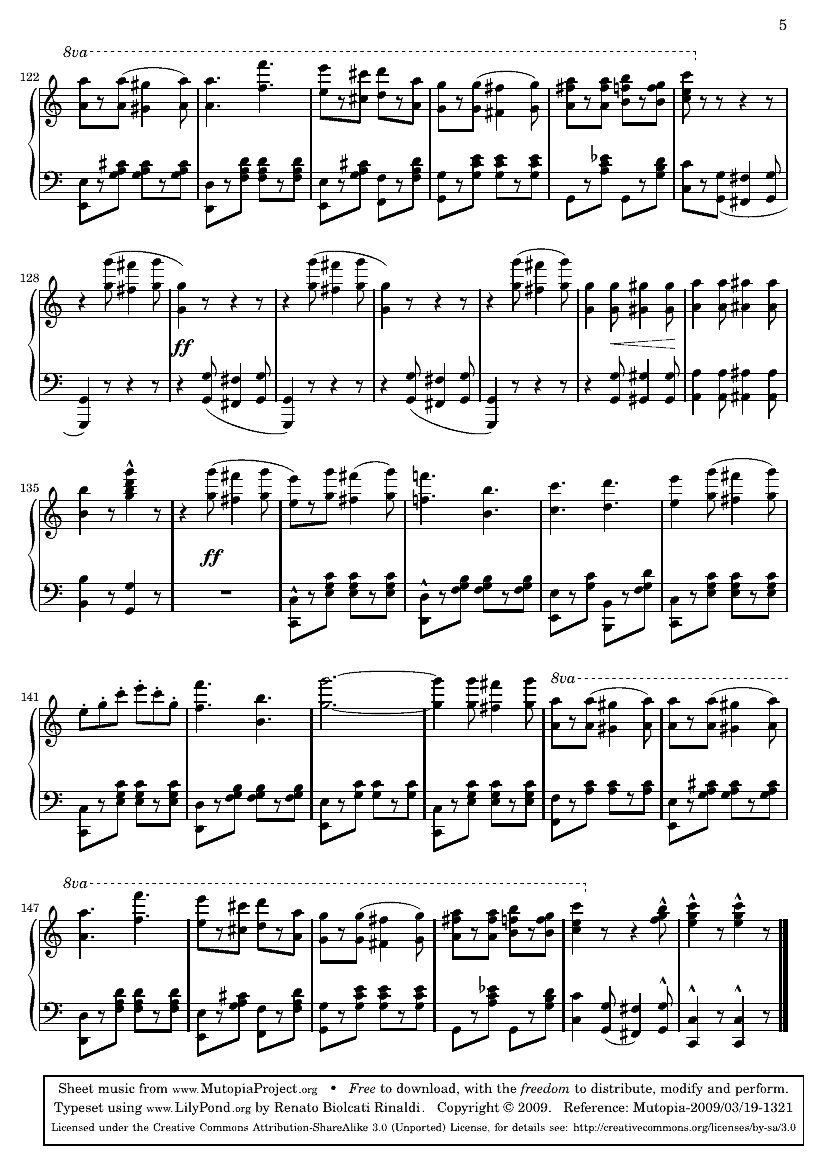 5
8va
122
128
ff
135
ff
141
8va
8va
147
Sheet music from www.MutopiaProject.org • Free to download, with the freedom to distribute, modify and perform.
Typeset using www.LilyPond.org by Renato Biolcati Rinaldi. Copyright © 2009. Reference: Mutopia-2009/03/19-1321
Licensed under the Creative Commons Attribution-ShareAlike 3.0 (Unported) License, for details see: http://creativecommons.org/licenses/by-sa/3.0